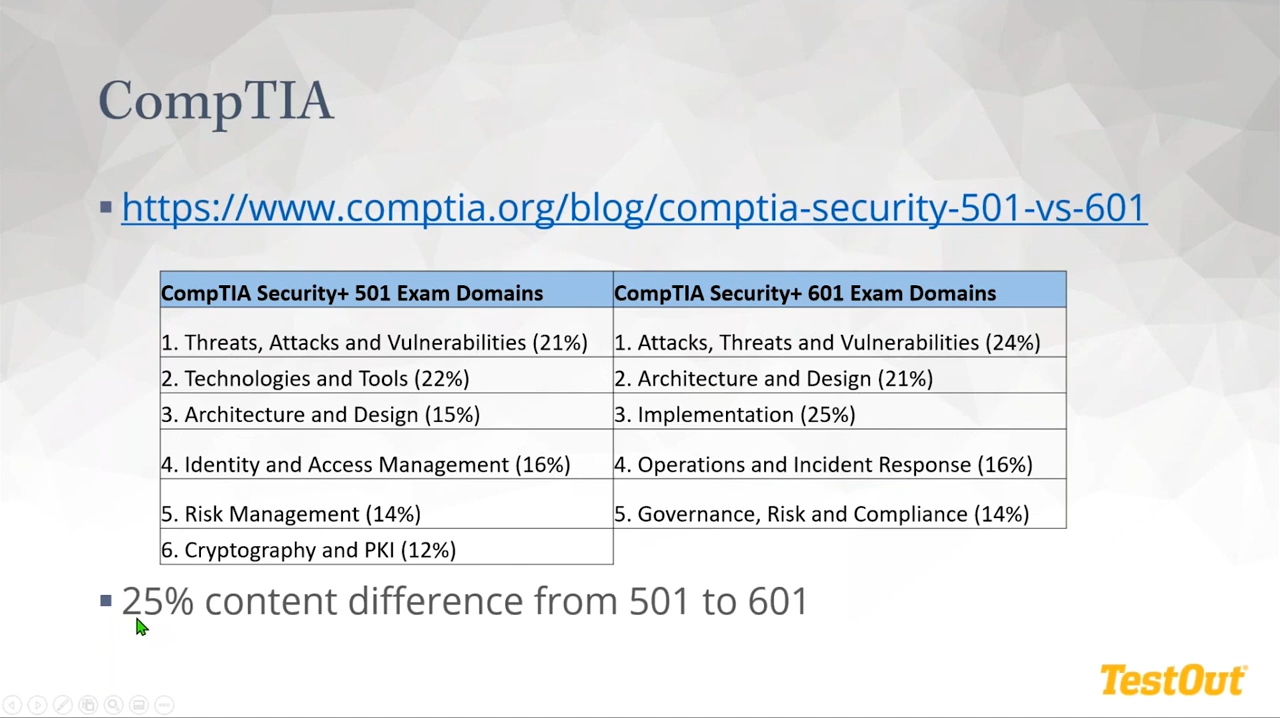 CompTIA
▪ https://www.comptia.org/blog/comptia-security-501-vs-601
CompTIA Security+ 501 Exam Domains CompTIA Security+ 601 Exam Domains
1. Threats, Attacks and Vulnerabilities (21%) 1. Attacks, Threats and Vulnerabilities (24%)
2. Technologies and Tools (22%) 2. Architecture and Design (21%)
3. Architecture and Design (15%) 3. Implementation (25%)
4. Identity and Access Management (16%) 4. Operations and Incident Response (16%)
5. Risk Management (14%) 5. Governance, Risk and Compliance (14%)
6. Cryptography and PKI (12%)
▪ 25% content difference from 501 to 601
TestOut